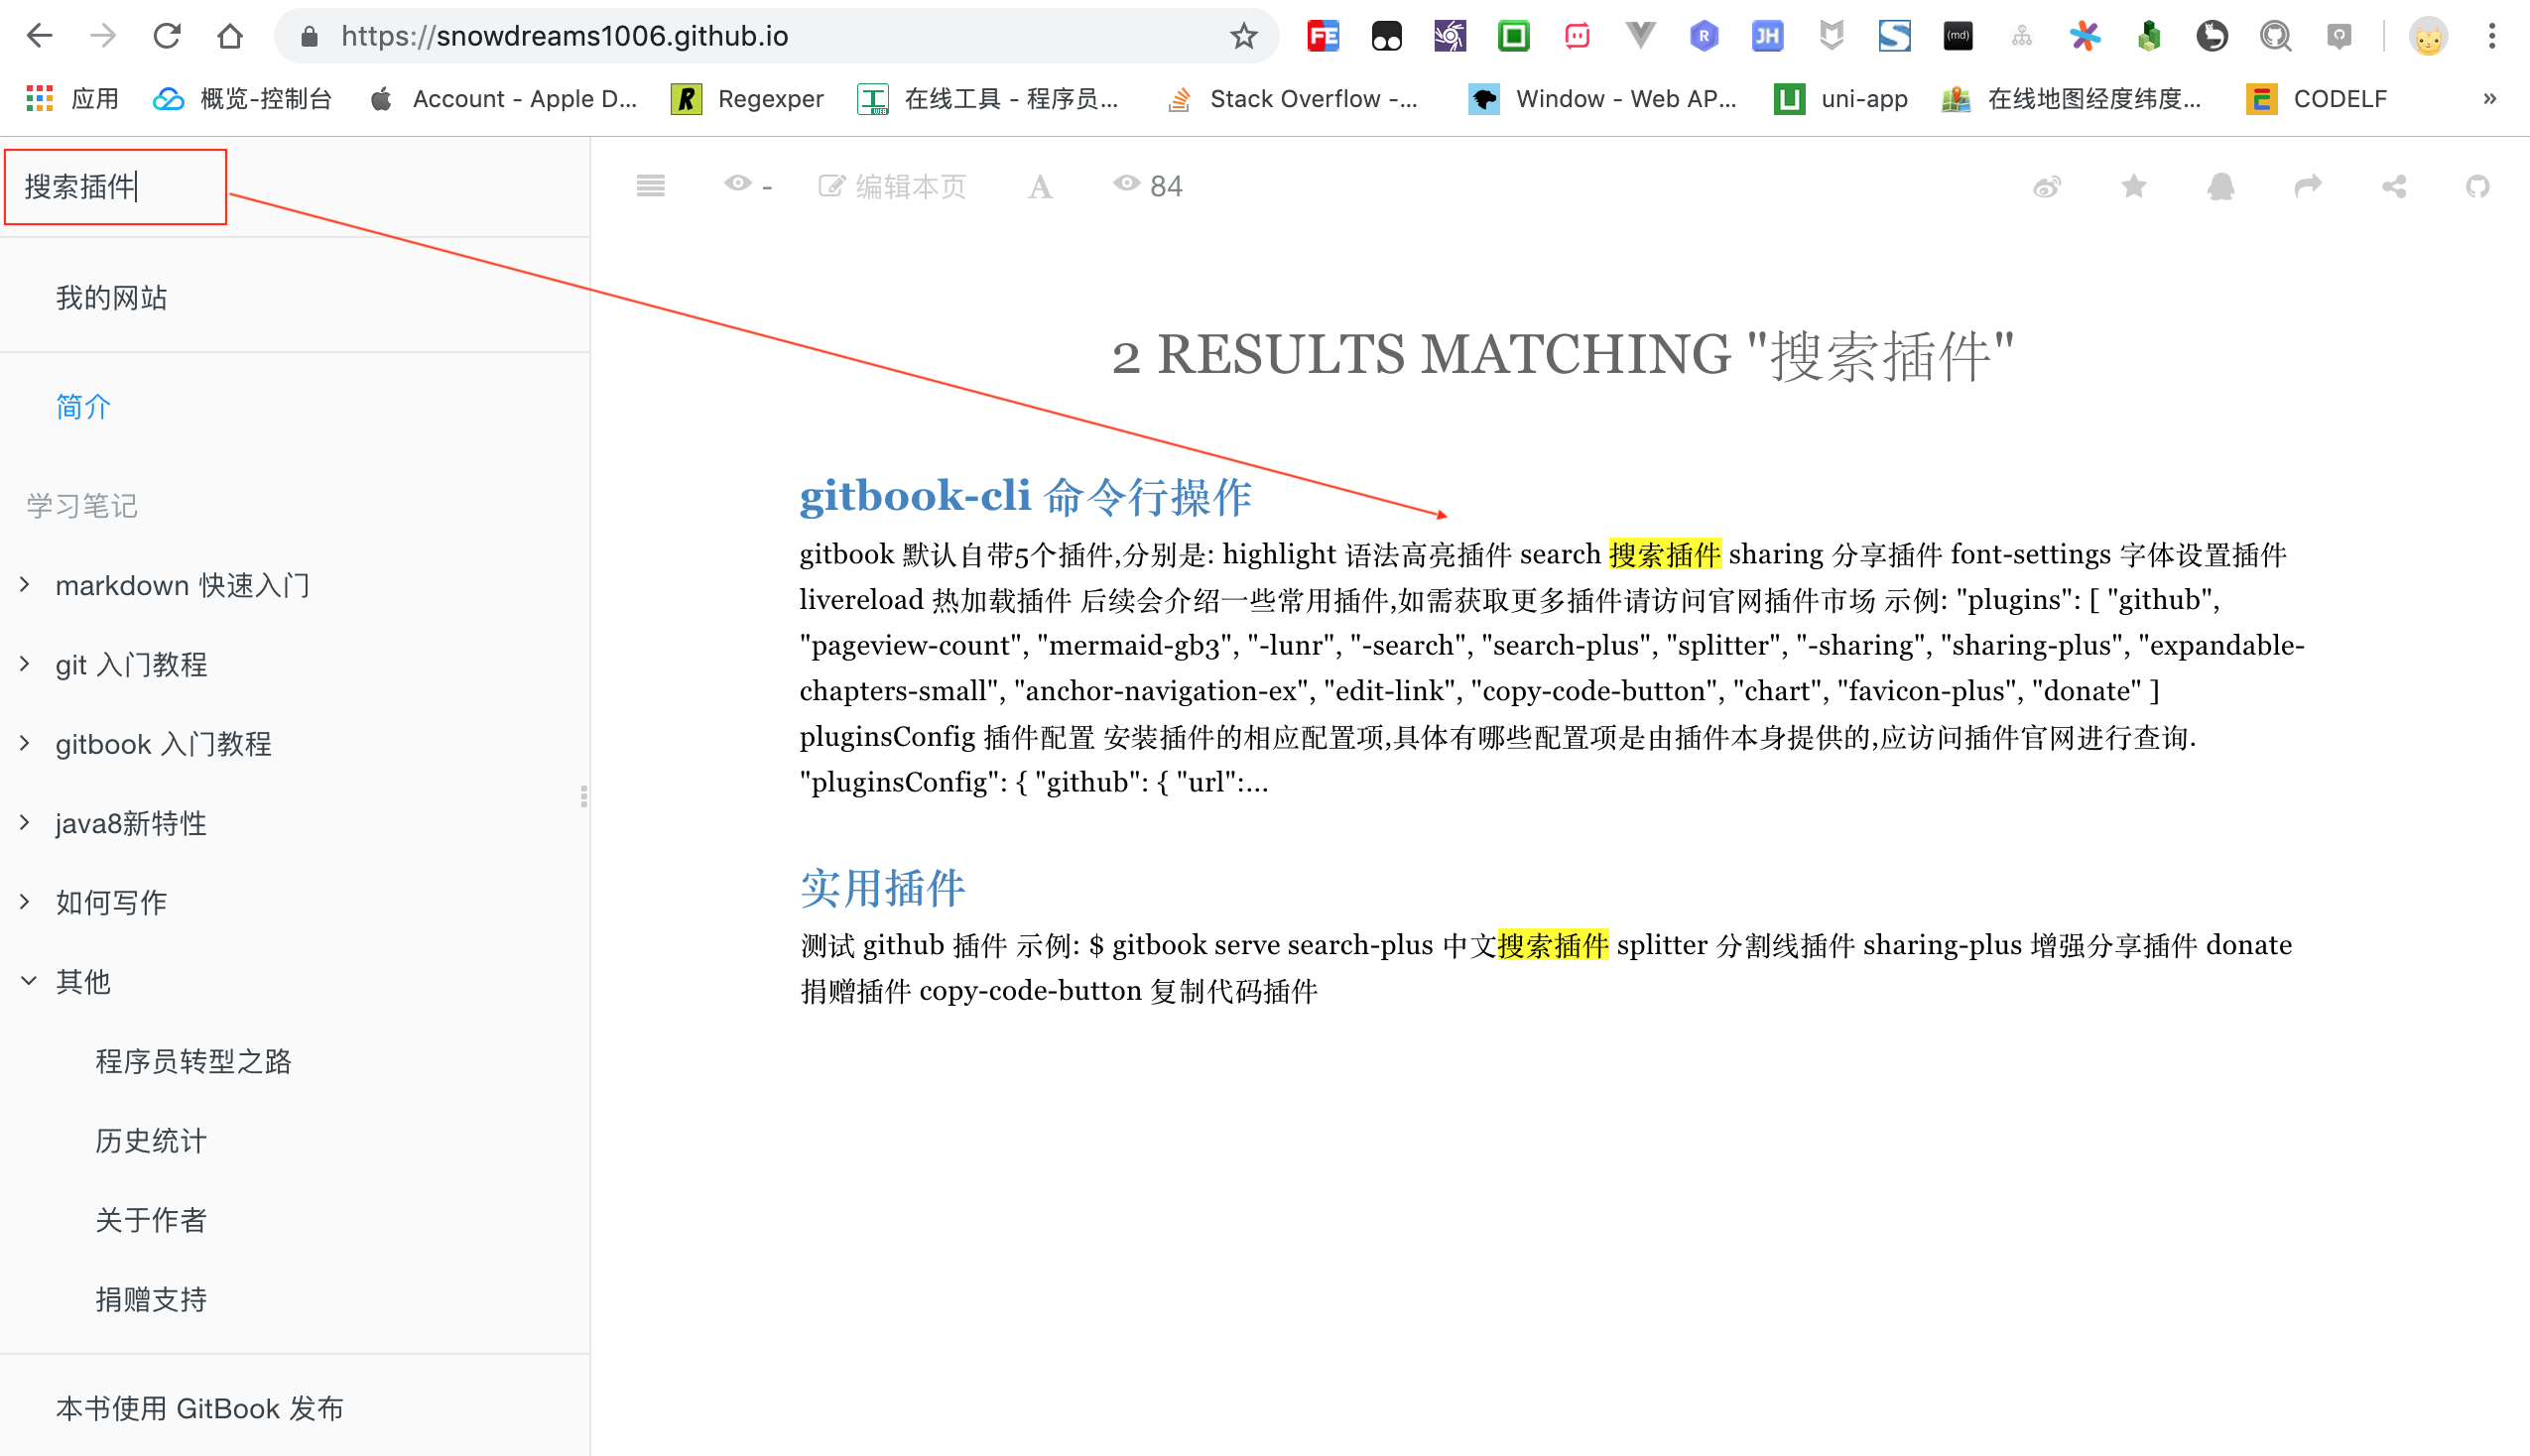 https://snowdreams1006.github.io
FE
R
JH
S
(md)
应用
概览-控制台
Account - Apple D...
R
Regexper
工
在线工具 - 程序员...
Stack Overflow -...
Window - Web AP...
uni-app
在线地图经度纬度...
CODELF
»
搜索插件
-
编辑本页
A
84
我的网站
简介
学习笔记
markdown 快速入门
git 入门教程
gitbook 入门教程
java8新特性
如何写作
其他
程序员转型之路
历史统计
关于作者
捐赠支持
本书使用 GitBook 发布
2 RESULTS MATCHING "搜索插件"
gitbook-cli 命令行操作
gitbook 默认自带5个插件,分别是: highlight 语法高亮插件 search 搜索插件 sharing 分享插件 font-settings 字体设置插件
livereload 热加载插件 后续会介绍一些常用插件,如需获取更多插件请访问官网插件市场 示例: "plugins": [ "github",
"pageview-count", "mermaid-gb3", "-lunr", "-search", "search-plus", "splitter", "-sharing", "sharing-plus", "expandable-
chapters-small", "anchor-navigation-ex", "edit-link", "copy-code-button", "chart", "favicon-plus", "donate" ]
pluginsConfig 插件配置 安装插件的相应配置项,具体有哪些配置项是由插件本身提供的,应访问插件官网进行查询.
"pluginsConfig": { "github": { "url":...
实用插件
测试 github 插件 示例: $ gitbook serve search-plus 中文搜索插件 splitter 分割线插件 sharing-plus 增强分享插件 donate
捐赠插件 copy-code-button 复制代码插件